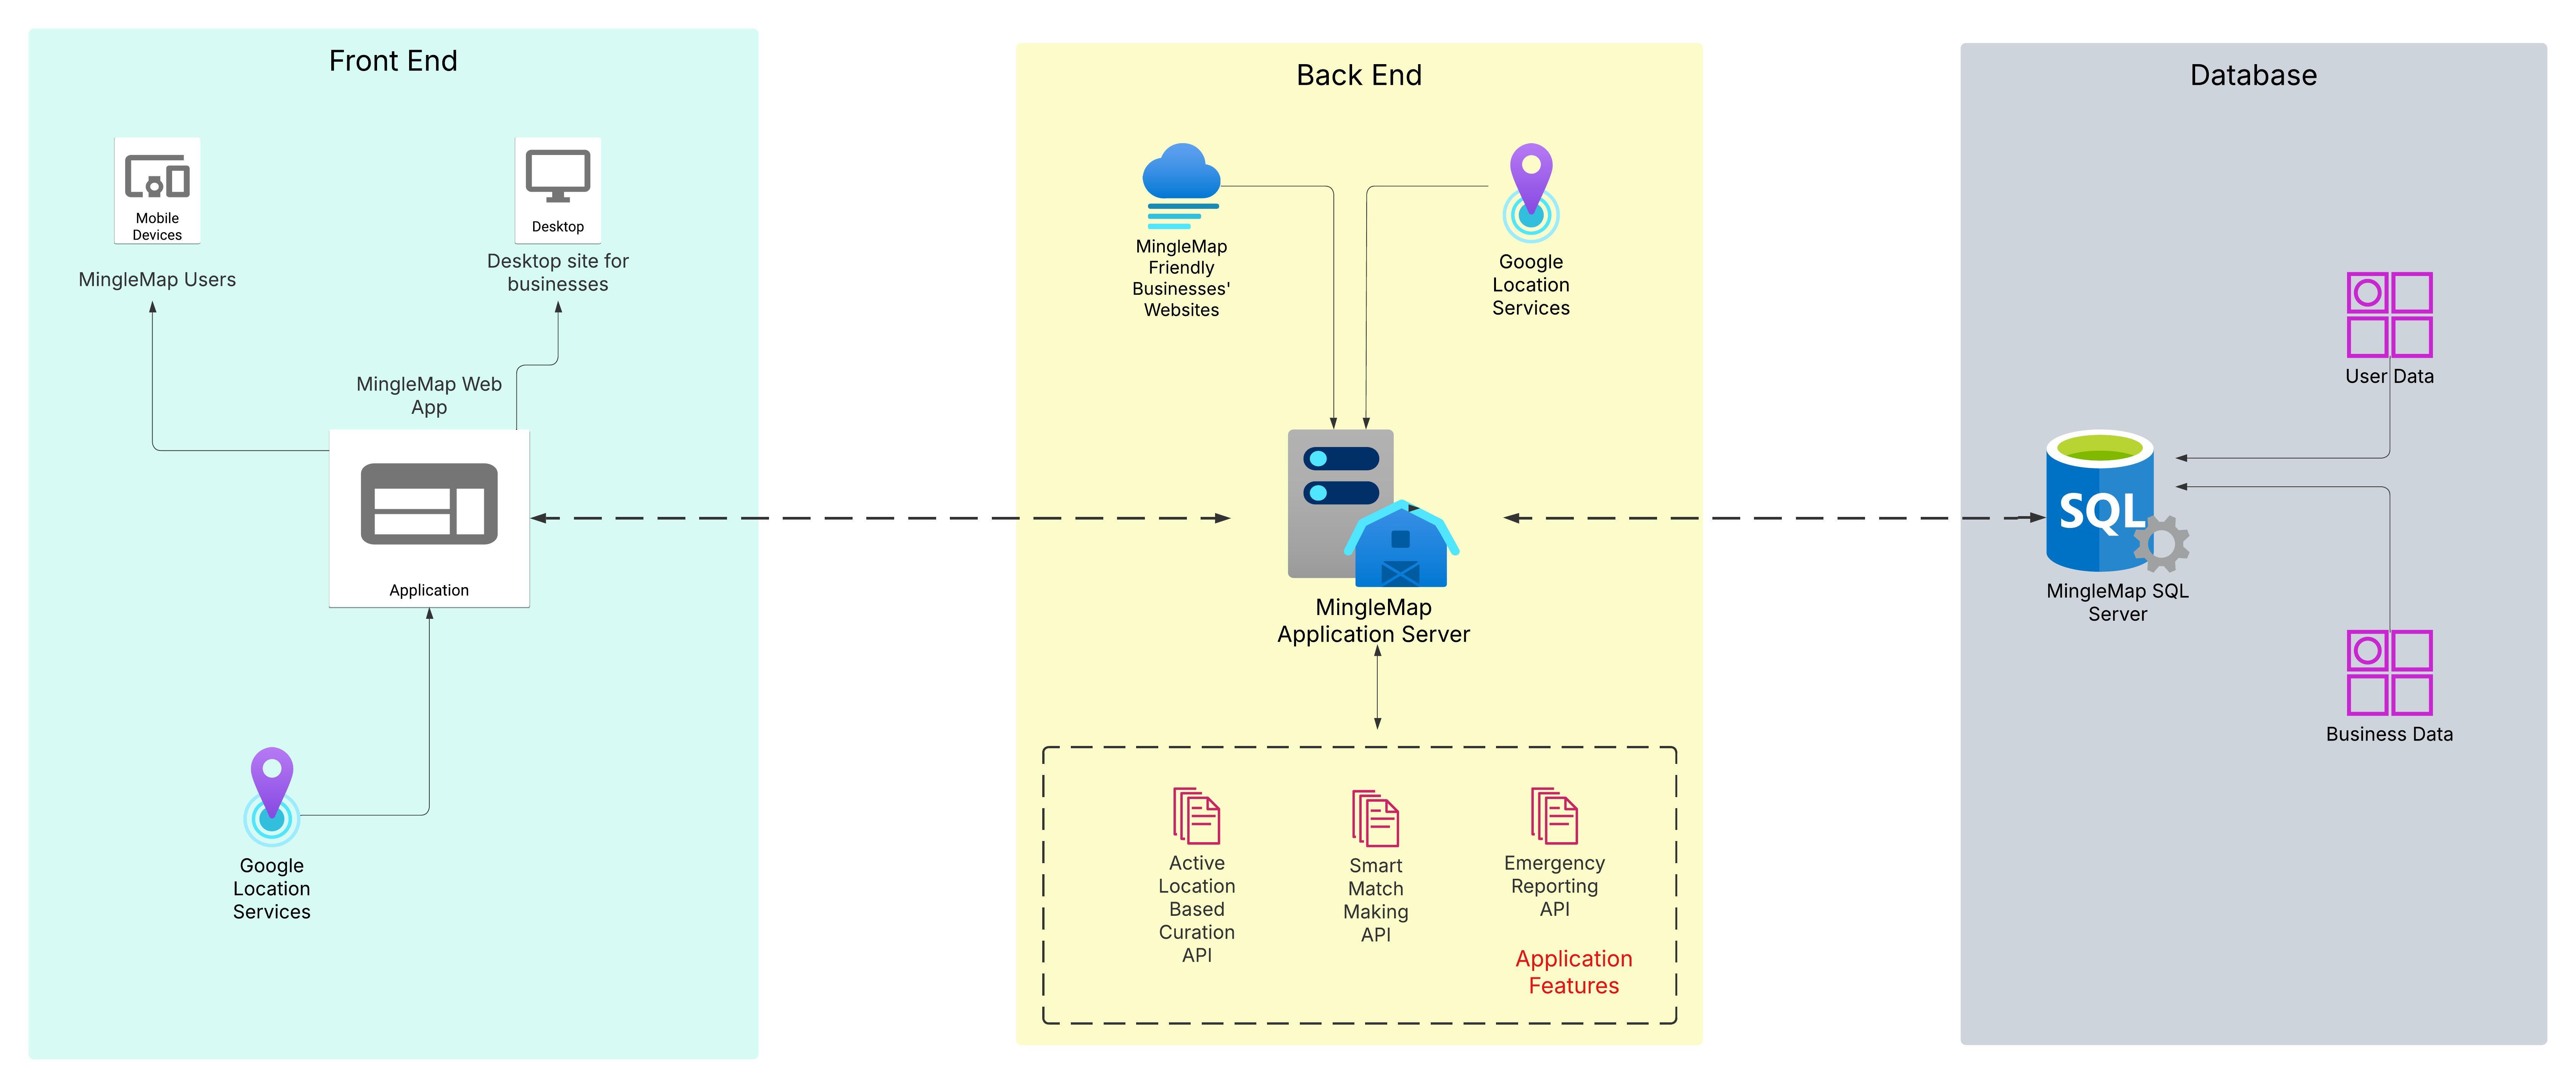 Front End
Mobile
Devices
MingleMap Users
Desktop
Desktop site for
businesses
MingleMap Web
App
Application
Google
Location
Services
Back End
MingleMap
Friendly
Businesses'
Websites
Google
Location
Services
MingleMap
Application Server
Active
Location
Based
Curation
API
Smart
Match
Making
API
Emergency
Reporting
API
Application
Features
Database
User Data
SQL
MingleMap SQL
Server
Business Data